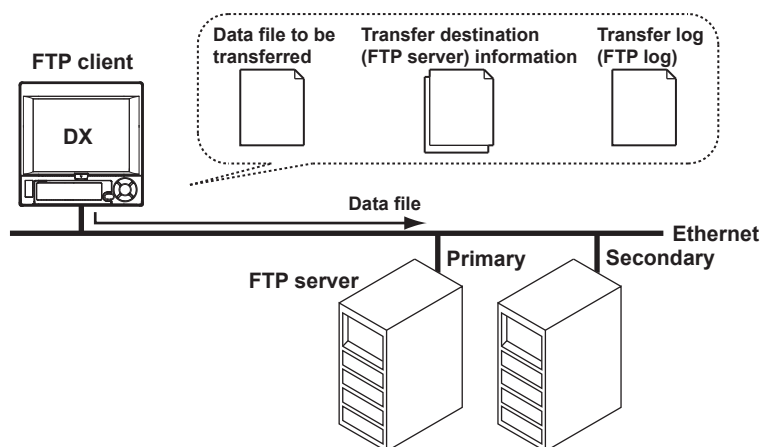 Data file to be
transferred
Transfer destination
(FTP server) information
Transfer log
(FTP log)
FTP client
DX
Data file
Ethernet
Primary
Secondary
FTP server